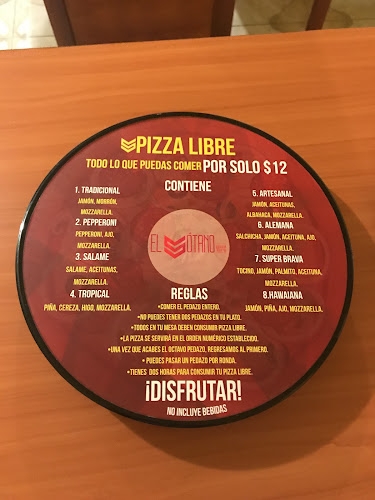 PIZZA LIBRE
TODO LO QUE PUEDAS COMER POR SOLO $12
CONTIENE
1. TRADICIONAL
JAMÓN, MORRÓN,
MOZZARELLA.
2. PEPPERONI
PEPPERONI, AJO,
MOZZARELLA.
3. SALAME
SALAME, ACEITUNAS,
MOZZARELLA.
4. TROPICAL
PIÑA, CEREZA, HIGO, MOZZARELLA.
5. ARTESANAL
JAMÓN, ACEITUNAS,
ALBAHACA, MOZZARELLA.
6. ALEMANA
SALCHICHA, JAMÓN, ACEITUNA, AJO,
MOZZARELLA.
7. SUPER BRAVA
TOCINO, JAMÓN, PALMITO, ACEITUNA,
MOZZARELLA.
8.HAWAIANA
JAMÓN, PIÑA, AJO, MOZZARELLA.
EL SÓTANO
REGLAS
•COMER EL PEDAZO ENTERO.
•NO PUEDES TENER DOS PEDAZOS EN TU PLATO.
•TODOS EN TU MESA DEBEN CONSUMIR PIZZA LIBRE.
•LA PIZZA SE SERVIRÁ EN EL ORDEN NUMÉRICO ESTABLECIDO.
•UNA VEZ QUE ACABES EL OCTAVO PEDAZO, REGRESAMOS AL PRIMERO.
• PUEDES PASAR UN PEDAZO POR RONDA.
•TIENES DOS HORAS PARA CONSUMIR TU PIZZA LIBRE.
¡DISFRUTAR!
NO INCLUYE BEBIDAS